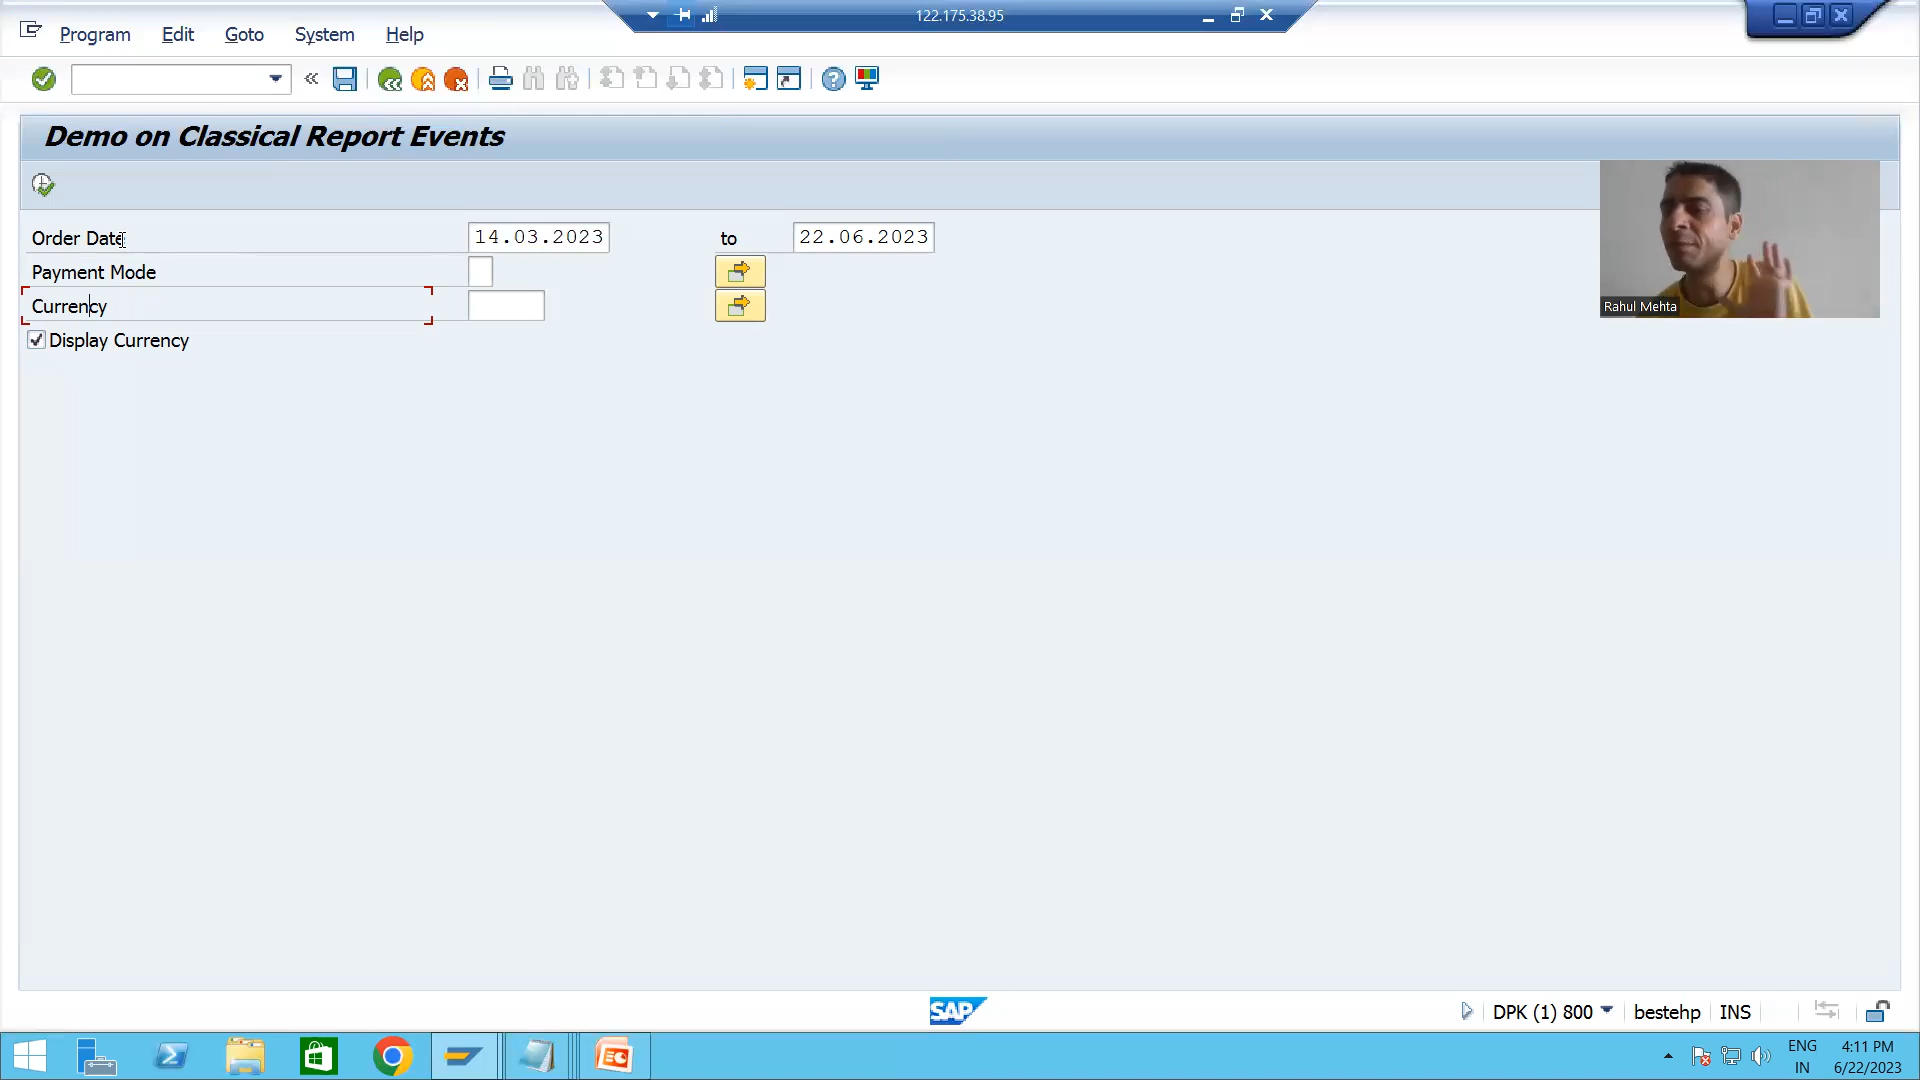 122.175.38.95
Program Edit Goto System Help
Demo on Classical Report Events
Order Date 14.03.2023 to 22.06.2023
Payment Mode
Currency
Display Currency
Rahul Mehta
SAP
DPK (1) 800 bestehp INS
ENG 4:11 PM
IN 6/22/2023